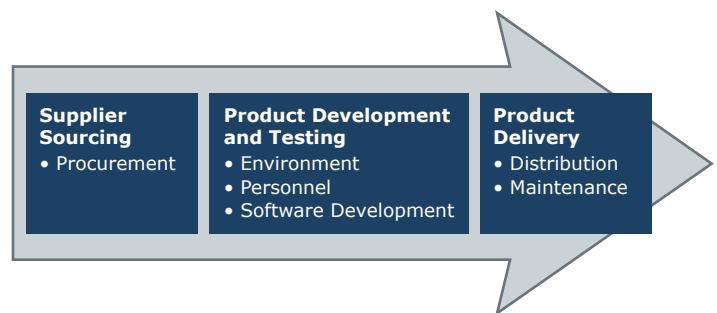 Supplier
Sourcing
• Procurement
Product Development
and Testing
• Environment
• Personnel
• Software Development
Product
Delivery
• Distribution
• Maintenance